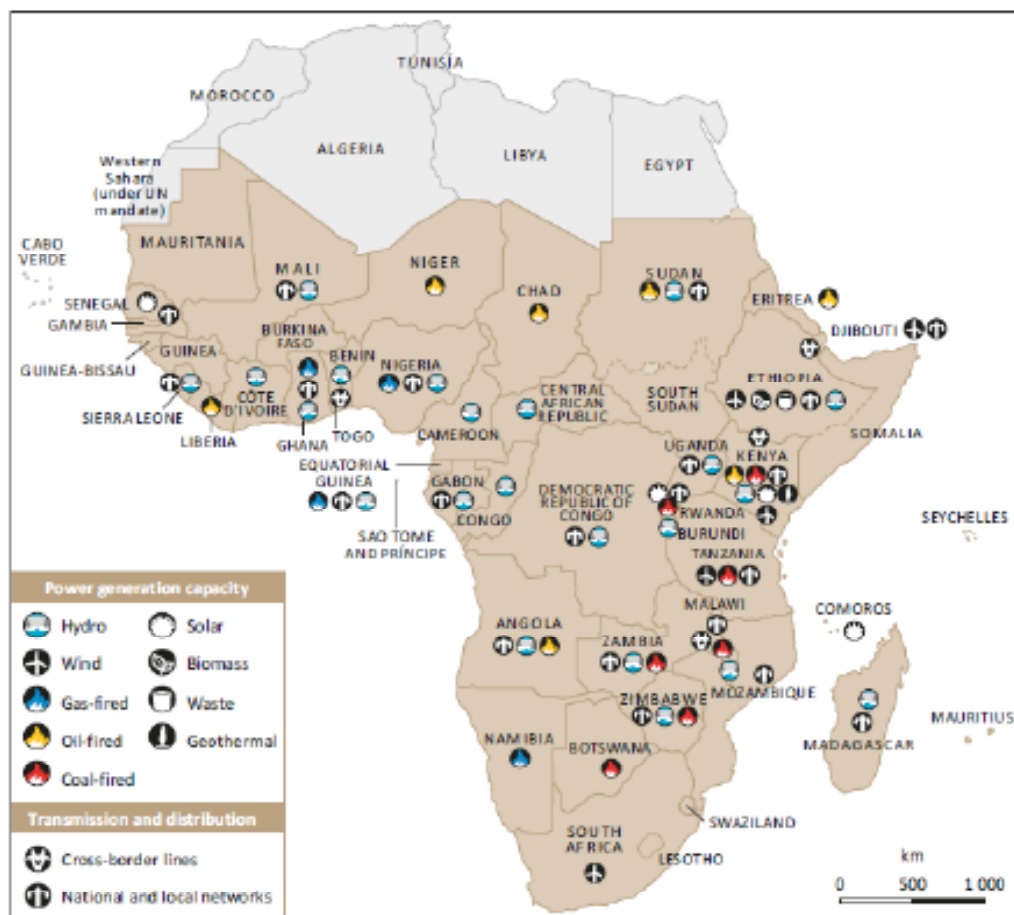 TUNISIA
MOROCCO
ALGERIA
LIBYA
EGYPT
Western
Sahara
(under UN
mandate)
CABO
VERDE
MAURITANIA
MALI
NIGER
CHAD
SUDAN
ERITREA
SENEGAL
GAMBIA
DJIBOUTI
GUINEA-BISSAU
GUINEA
BURKINA
FASO
BENIN
NIGERIA
ETHIOPIA
SOUTH
SUDAN
CENTRAL
AFRICAN
REPUBLIC
SIERRA LEONE
CÔTE
D'IVOIRE
LIBERIA
GHANA
TOGO
CAMEROON
SOMALIA
UGANDA
KENYA
EQUATORIAL
GUINEA
GABON
CONGO
DEMOCRATIC
REPUBLIC OF
CONGO
RWANDA
BURUNDI
SAO TOME
AND PRÍNCIPE
SEYCHELLES
TANZANIA
MALAWI
COMOROS
ANGOLA
ZAMBIA
MOZAMBIQUE
ZIMBABWE
MADAGASCAR
MAURITIUS
NAMIBIA
BOTSWANA
SWAZILAND
SOUTH
AFRICA
LESOTHO
Power generation capacity
Hydro
Solar
Wind
Biomass
Gas-fired
Waste
Oil-fired
Geothermal
Coal-fired
Transmission and distribution
Cross-border lines
National and local networks
km
0 500 1 000